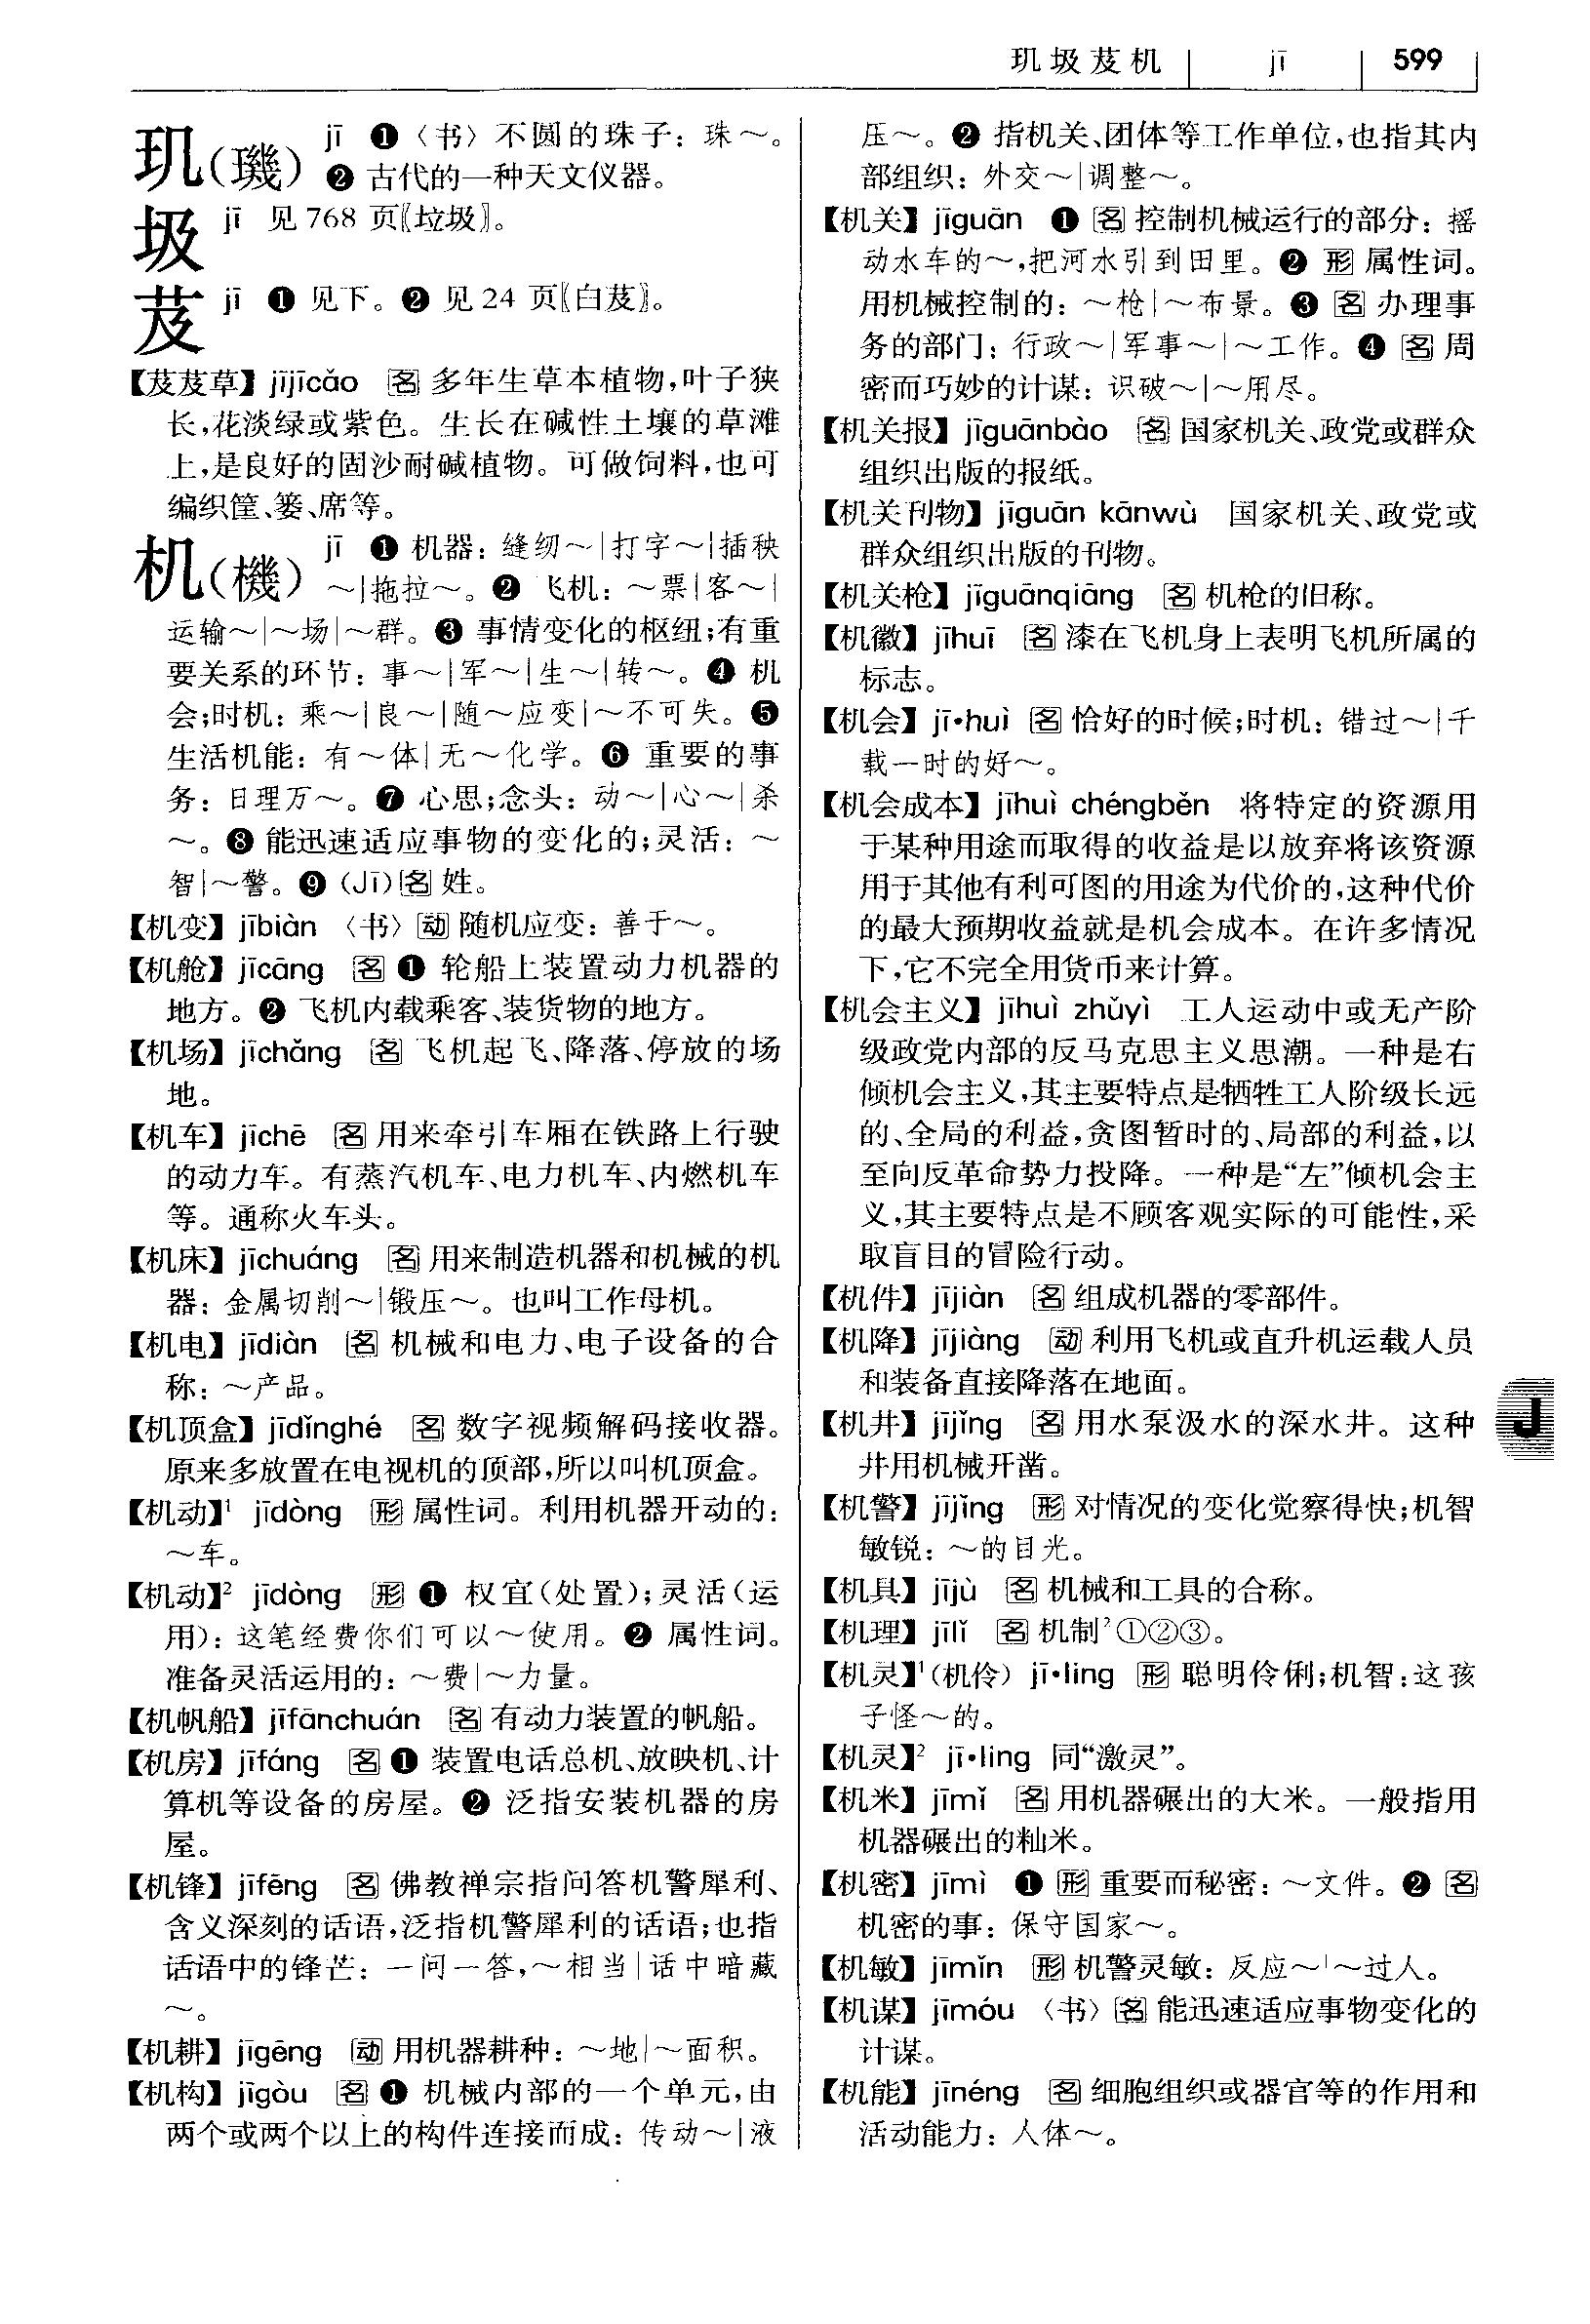 玑圾芨机 | jī | 599
玑(璣) jī ❶〈书〉不圆的珠子：珠～。
❷ 古代的一种天文仪器。
圾 jī 见 768 页〖垃圾〗。
芨 jī ❶ 见下。❷ 见 24 页〖白芨〗。
【芨芨草】jījīcǎo 名 多年生草本植物，叶子狭
长，花淡绿或紫色。生长在碱性土壤的草滩
上，是良好的固沙耐碱植物。可做饲料，也可
编织筐、篓、席等。
机(機) jī ❶ 机器：缝纫～|打字～|插秧
～|拖拉～。❷ 飞机：～票|客～|
运输～|～场|～群。❸ 事情变化的枢纽；有重
要关系的环节：事～|军～|生～|转～。❹ 机
会；时机：乘～|良～|随～应变|～不可失。❺
生活机能：有～体|无～化学。❻ 重要的事
务：日理万～。❼ 心思；念头：动～|心～|杀
～。❽ 能迅速适应事物的变化的；灵活：～
智|～警。❾ (Jī) 名 姓。
【机变】jībiàn 〈书〉动 随机应变：善于～。
【机舱】jīcāng 名 ❶ 轮船上装置动力机器的
地方。❷ 飞机内载乘客、装货物的地方。
【机场】jīchǎng 名 飞机起飞、降落、停放的场
地。
【机车】jīchē 名 用来牵引车厢在铁路上行驶
的动力车。有蒸汽机车、电力机车、内燃机车
等。通称火车头。
【机床】jīchuáng 名 用来制造机器和机械的机
器：金属切削～|锻压～。也叫工作母机。
【机电】jīdiàn 名 机械和电力、电子设备的合
称：～产品。
【机顶盒】jīdǐnghé 名 数字视频解码接收器。
原来多放置在电视机的顶部，所以叫机顶盒。
【机动】¹ jīdòng 形 属性词。利用机器开动的：
～车。
【机动】² jīdòng 形 ❶ 权宜（处置）；灵活（运
用）：这笔经费你们可以～使用。❷ 属性词。
准备灵活运用的：～费|～力量。
【机帆船】jīfānchuán 名 有动力装置的帆船。
【机房】jīfáng 名 ❶ 装置电话总机、放映机、计
算机等设备的房屋。❷ 泛指安装机器的房
屋。
【机锋】jīfēng 名 佛教禅宗指问答机警犀利、
含义深刻的话语，泛指机警犀利的话语；也指
话语中的锋芒：一问一答，～相当|话中暗藏
～。
【机耕】jīgēng 动 用机器耕种：～地|～面积。
【机构】jīgòu 名 ❶ 机械内部的一个单元，由
两个或两个以上的构件连接而成：传动～|液
压～。❷ 指机关、团体等工作单位，也指其内
部组织：外交～|调整～。
【机关】jīguān ❶ 名 控制机械运行的部分：摇
动水车的～，把河水引到田里。❷ 形 属性词。
用机械控制的：～枪|～布景。❸ 名 办理事
务的部门：行政～|军事～|～工作。❹ 名 周
密而巧妙的计谋：识破～|～用尽。
【机关报】jīguānbào 名 国家机关、政党或群众
组织出版的报纸。
【机关刊物】jīguān kānwù 国家机关、政党或
群众组织出版的刊物。
【机关枪】jīguānqiāng 名 机枪的旧称。
【机徽】jīhuī 名 漆在飞机身上表明飞机所属的
标志。
【机会】jī•huì 名 恰好的时候；时机：错过～|千
载一时的好～。
【机会成本】jīhuì chéngběn 将特定的资源用
于某种用途而取得的收益是以放弃将该资源
用于其他有利可图的用途为代价的，这种代价
的最大预期收益就是机会成本。在许多情况
下，它不完全用货币来计算。
【机会主义】jīhuì zhǔyì 工人运动中或无产阶
级政党内部的反马克思主义思潮。一种是右
倾机会主义，其主要特点是牺牲工人阶级长远
的、全局的利益，贪图暂时的、局部的利益，以
至向反革命势力投降。一种是“左”倾机会主
义，其主要特点是不顾客观实际的可能性，采
取盲目的冒险行动。
【机件】jījiàn 名 组成机器的零部件。
【机降】jījiàng 动 利用飞机或直升机运载人员
和装备直接降落在地面。
【机井】jījǐng 名 用水泵汲水的深水井。这种
井用机械开凿。
【机警】jījǐng 形 对情况的变化觉察得快；机智
敏锐：～的目光。
【机具】jījù 名 机械和工具的合称。
【机理】jīlǐ 名 机制²①②③。
【机灵】¹（机伶） jī•ling 形 聪明伶俐；机智：这孩
子怪～的。
【机灵】² jī•ling 同“激灵”。
【机米】jīmǐ 名 用机器碾出的大米。一般指用
机器碾出的籼米。
【机密】jīmì ❶ 形 重要而秘密：～文件。❷ 名
机密的事：保守国家～。
【机敏】jīmǐn 形 机警灵敏：反应～|～过人。
【机谋】jīmóu 〈书〉名 能迅速适应事物变化的
计谋。
【机能】jīnéng 名 细胞组织或器官等的作用和
活动能力：人体～。
J